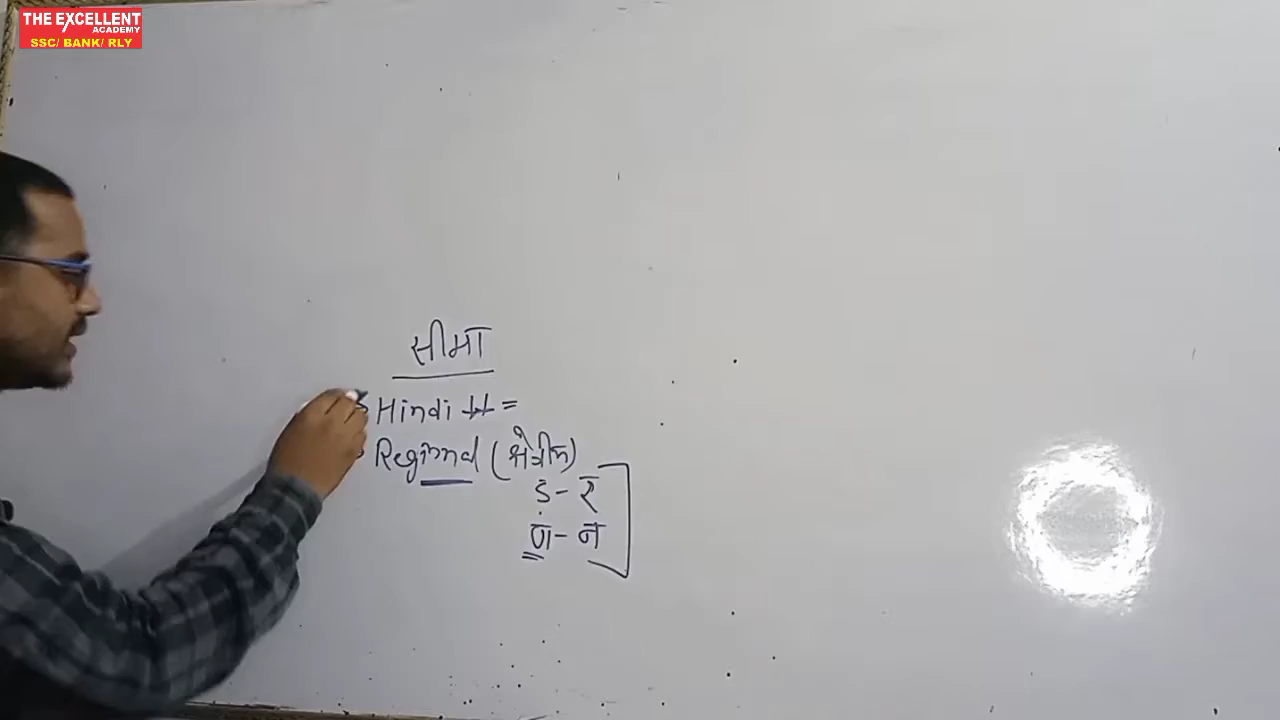 THE EXCELLENT
ACADEMY
SSC/ BANK/ RLY
सीमा
Hindi =
Regional (क्षेत्रीय)
ड़ - र
ण - न